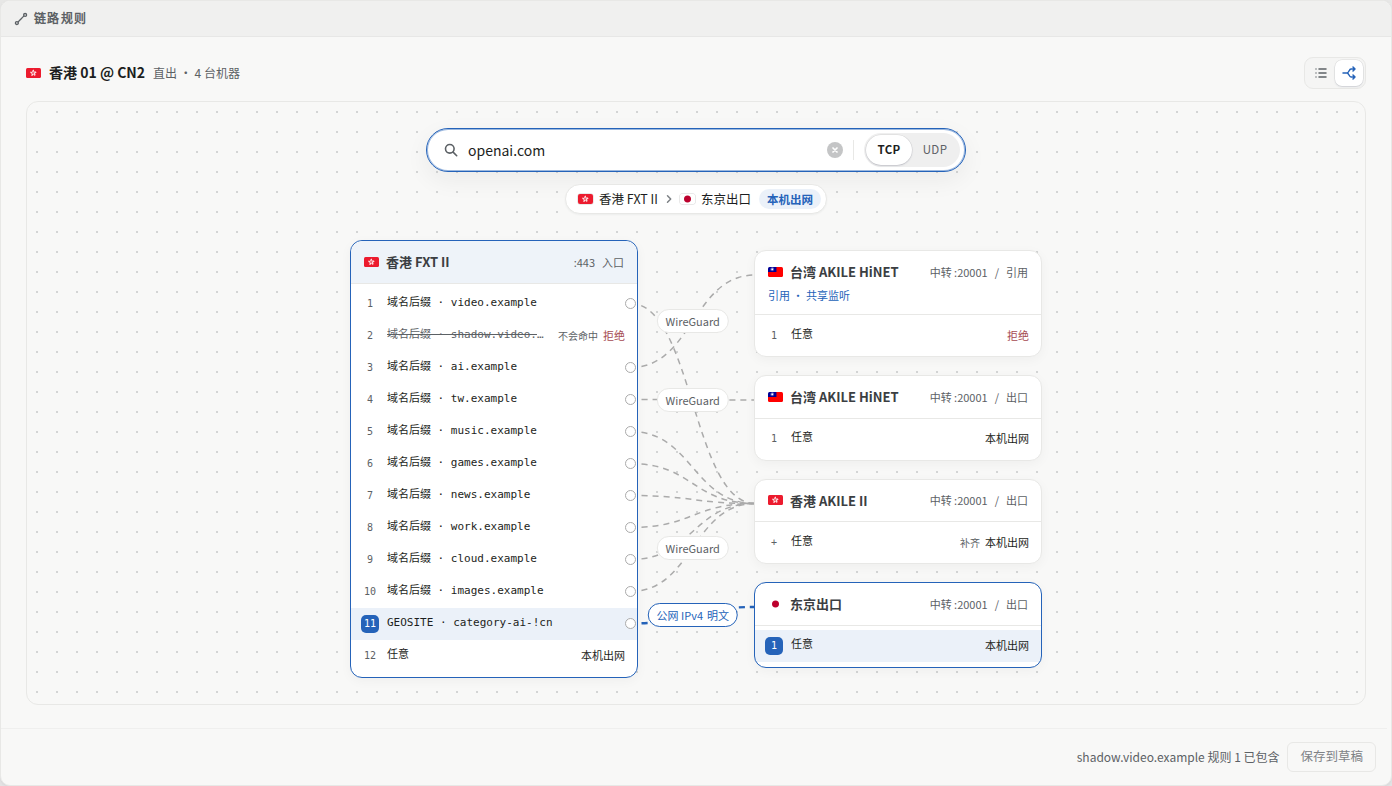 链路规则
香港 01 @ CN2 直出 · 4 台机器
openai.com TCP UDP
香港 FXT II > 东京出口 本机出网
香港 FXT II :443 入口
1 域名后缀 · video.example
2 域名后缀 · shadow.video.… 不会命中 拒绝
3 域名后缀 · ai.example
4 域名后缀 · tw.example
5 域名后缀 · music.example
6 域名后缀 · games.example
7 域名后缀 · news.example
8 域名后缀 · work.example
9 域名后缀 · cloud.example
10 域名后缀 · images.example
11 GEOSITE · category-ai-!cn
12 任意 本机出网
WireGuard
WireGuard
WireGuard
公网 IPv4 明文
台湾 AKILE HiNET 中转 :20001 / 引用
引用 · 共享监听
1 任意 拒绝
台湾 AKILE HiNET 中转 :20001 / 出口
1 任意 本机出网
香港 AKILE II 中转 :20001 / 出口
+ 任意 补齐 本机出网
东京出口 中转 :20001 / 出口
1 任意 本机出网
shadow.video.example 规则 1 已包含 保存到草稿